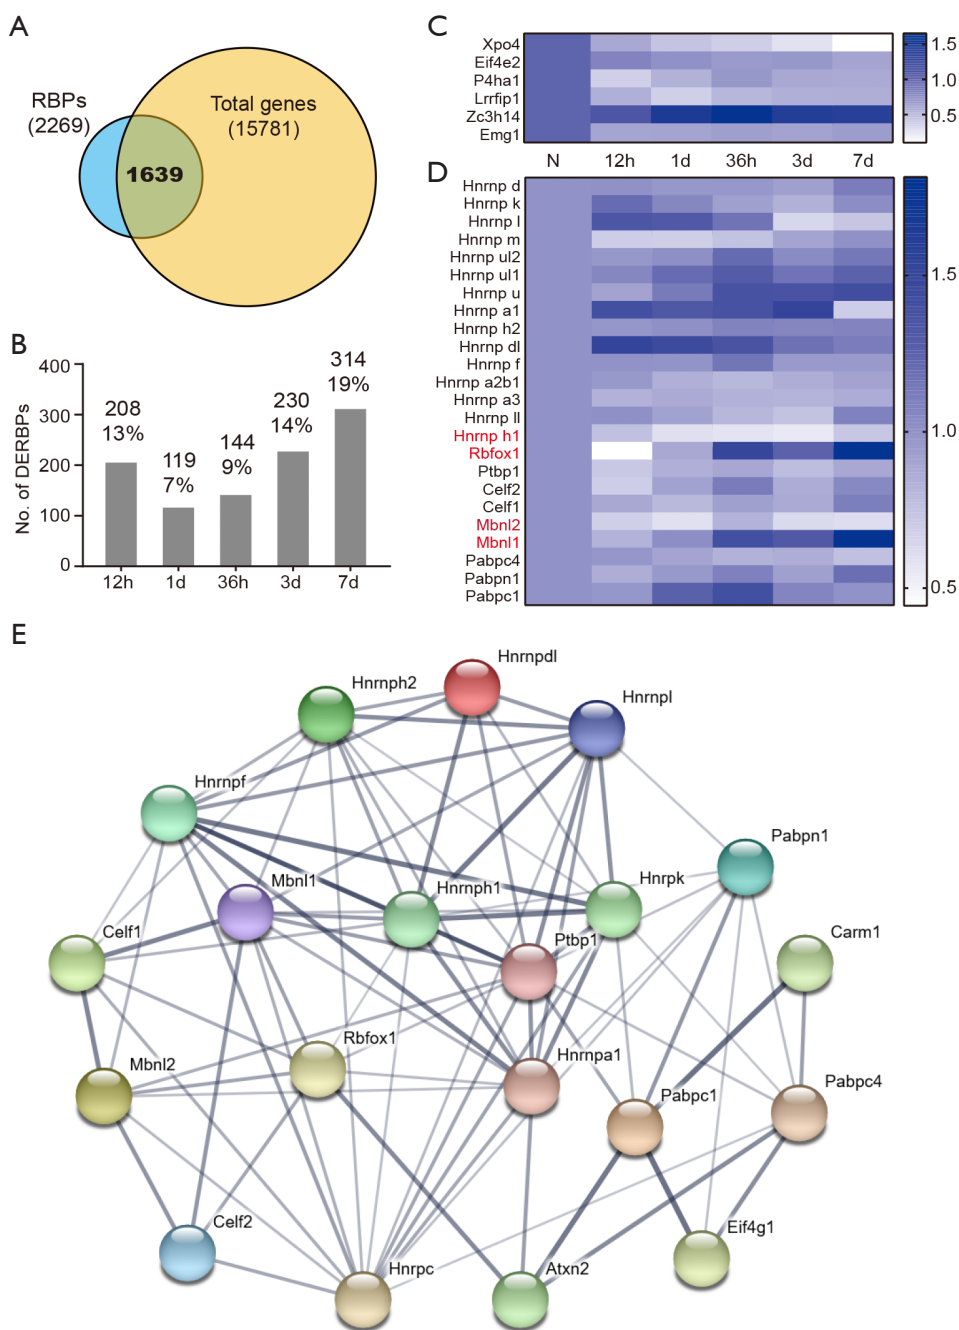 A
RBPs
(2269)
Total genes
(15781)
1639
B
No. of DERBPs
400
300
200
100
0
208
13%
119
7%
144
9%
230
14%
314
19%
12h
1d
36h
3d
7d
C
Xpo4
Eif4e2
P4ha1
Lrrfip1
Zc3h14
Emg1
1.5
1.0
0.5
N
12h
1d
36h
3d
7d
D
Hnrnp d
Hnrnp k
Hnrnp l
Hnrnp m
Hnrnp ul2
Hnrnp ul1
Hnrnp u
Hnrnp a1
Hnrnp h2
Hnrnp dl
Hnrnp f
Hnrnp a2b1
Hnrnp a3
Hnrnp ll
Hnrnp h1
Rbfox1
Ptbp1
Celf2
Celf1
Mbnl2
Mbnl1
Pabpc4
Pabpn1
Pabpc1
1.5
1.0
0.5
E
Hnrnpdl
Hnrnph2
Hnrnpl
Hnrnpf
Pabpn1
Mbnl1
Hnrnph1
Hnrpk
Celf1
Ptbp1
Carm1
Rbfox1
Hnrnpa1
Mbnl2
Pabpc1
Pabpc4
Celf2
Eif4g1
Hnrpc
Atxn2